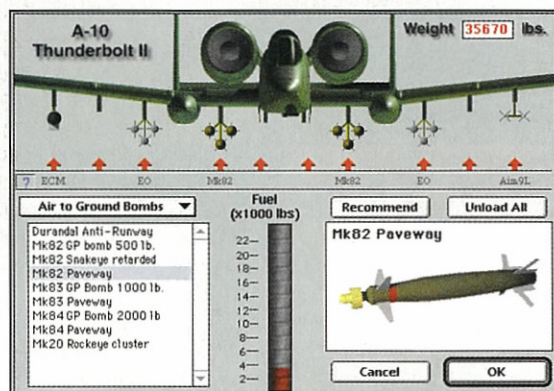 A-10
Thunderbolt II
Weight 35670 lbs.
? ECM EO Mk82 Mk82 EO Aim9L
Air to Ground Bombs
Durandal Anti-Runway
Mk82 GP bomb 500 lb.
Mk82 Snakeye retarded
Mk82 Paveway
Mk83 GP Bomb 1000 lb.
Mk83 Paveway
Mk84 GP Bomb 2000 lb
Mk84 Paveway
Mk20 Rockeye cluster
Fuel
(x1000 lbs)
22
20
18
16
14
12
10
8
6
4
2
Recommend Unload All
Mk82 Paveway
Cancel OK